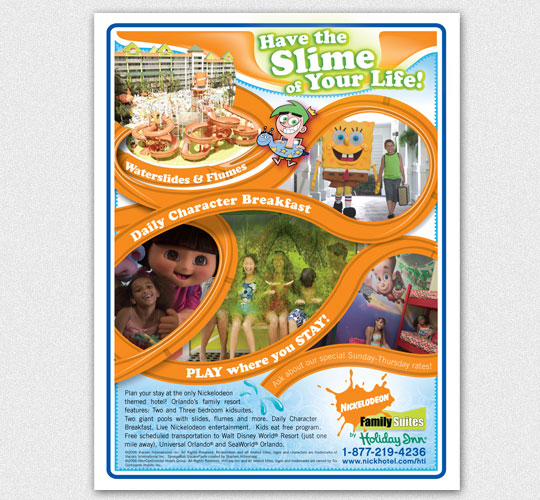 Have the
Slime
of Your Life!
Waterslides & Flumes
Daily Character Breakfast
PLAY where you STAY!
Ask about our special Sunday-Thursday rates!
Plan your stay at the only Nickelodeon
themed hotel! Orlando's family resort
features: Two and Three bedroom kidsuites.
Two giant pools with slides, flumes and more. Daily Character
Breakfast. Live Nickelodeon entertainment. Kids eat free program.
Free scheduled transportation to Walt Disney World® Resort (just one
mile away), Universal Orlando® and SeaWorld® Orlando.
NICKELODEON
Family Suites
by Holiday Inn®
1-877-219-4236
www.nickhotel.com/hti